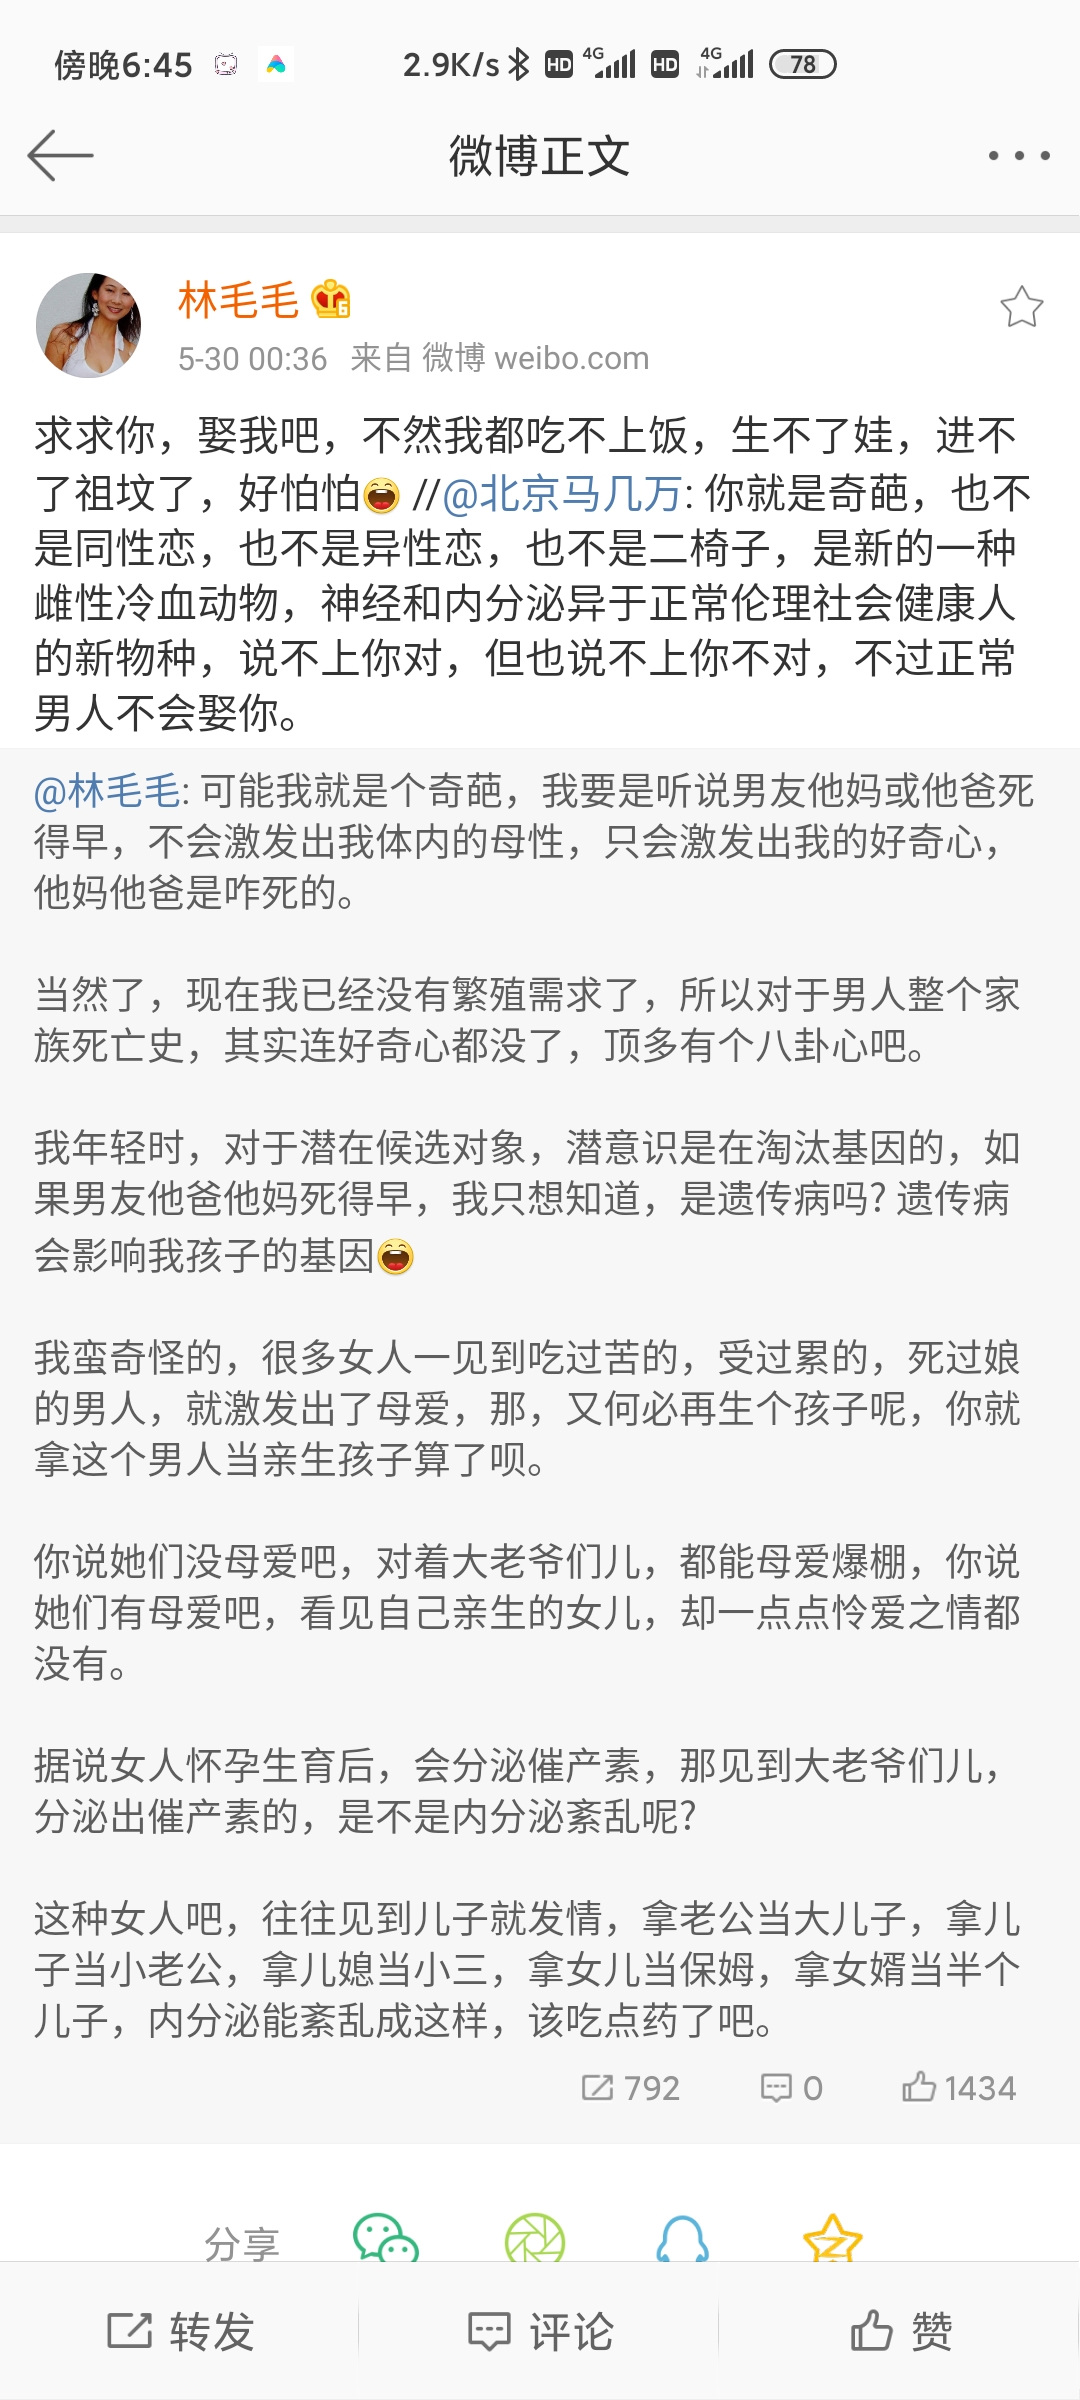 傍晚6:45
2.9K/s HD 4G HD 4G 78
微博正文
林毛毛 6
5-30 00:36 来自 微博 weibo.com
求求你，娶我吧，不然我都吃不上饭，生不了娃，进不
了祖坟了，好怕怕 //@北京马几万: 你就是奇葩，也不
是同性恋，也不是异性恋，也不是二椅子，是新的一种
雌性冷血动物，神经和内分泌异于正常伦理社会健康人
的新物种，说不上你对，但也说不上你不对，不过正常
男人不会娶你。
@林毛毛: 可能我就是个奇葩，我要是听说男友他妈或他爸死
得早，不会激发出我体内的母性，只会激发出我的好奇心，
他妈他爸是咋死的。
当然了，现在我已经没有繁殖需求了，所以对于男人整个家
族死亡史，其实连好奇心都没了，顶多有个八卦心吧。
我年轻时，对于潜在候选对象，潜意识是在淘汰基因的，如
果男友他爸他妈死得早，我只想知道，是遗传病吗? 遗传病
会影响我孩子的基因
我蛮奇怪的，很多女人一见到吃过苦的，受过累的，死过娘
的男人，就激发出了母爱，那，又何必再生个孩子呢，你就
拿这个男人当亲生孩子算了呗。
你说她们没母爱吧，对着大老爷们儿，都能母爱爆棚，你说
她们有母爱吧，看见自己亲生的女儿，却一点点怜爱之情都
没有。
据说女人怀孕生育后，会分泌催产素，那见到大老爷们儿，
分泌出催产素的，是不是内分泌紊乱呢?
这种女人吧，往往见到儿子就发情，拿老公当大儿子，拿儿
子当小老公，拿儿媳当小三，拿女儿当保姆，拿女婿当半个
儿子，内分泌能紊乱成这样，该吃点药了吧。
792 0 1434
分享
转发 评论 赞